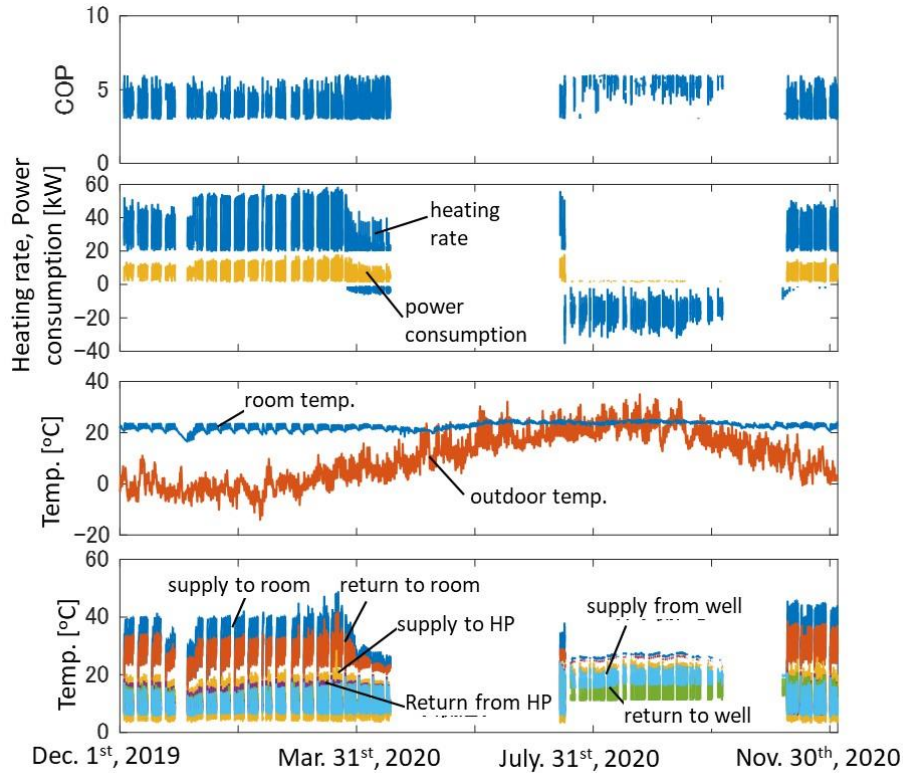 10
5
0
COP
60
40
20
0
−20
−40
Heating rate, Power
consumption [kW]
heating
rate
power
consumption
40
20
0
−20
Temp. [°C]
room temp.
outdoor temp.
60
40
20
0
Temp. [°C]
supply to room
return to room
supply to HP
Return from HP
supply from well
return to well
Dec. 1st, 2019
Mar. 31st, 2020
July. 31st, 2020
Nov. 30th, 2020